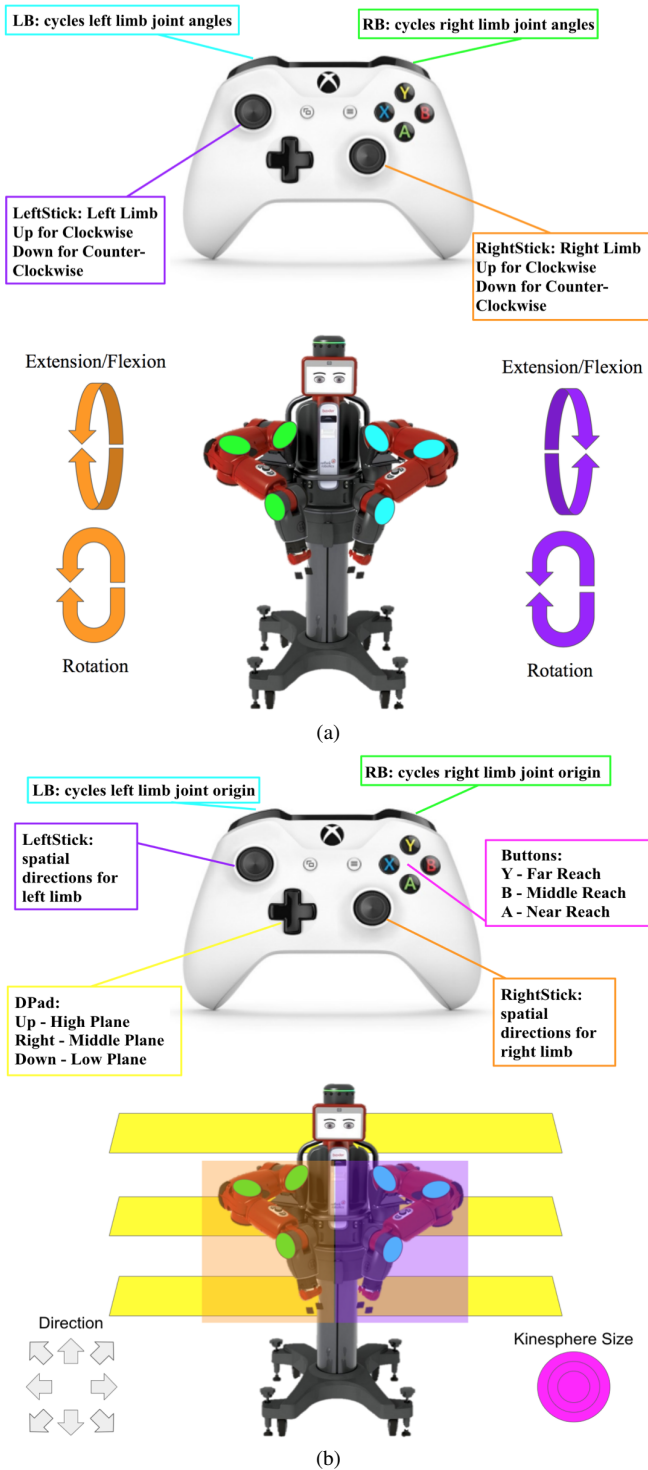 LB: cycles left limb joint angles
RB: cycles right limb joint angles
Y
X
B
A
LeftStick: Left Limb
Up for Clockwise
Down for Counter-
Clockwise
RightStick: Right Limb
Up for Clockwise
Down for Counter-
Clockwise
Extension/Flexion
Extension/Flexion
Rotation
Rotation
(a)
LB: cycles left limb joint origin
RB: cycles right limb joint origin
LeftStick:
spatial
directions for
left limb
Y
X
B
A
Buttons:
Y - Far Reach
B - Middle Reach
A - Near Reach
DPad:
Up - High Plane
Right - Middle Plane
Down - Low Plane
RightStick:
spatial
directions for
right limb
Direction
Kinesphere Size
(b)